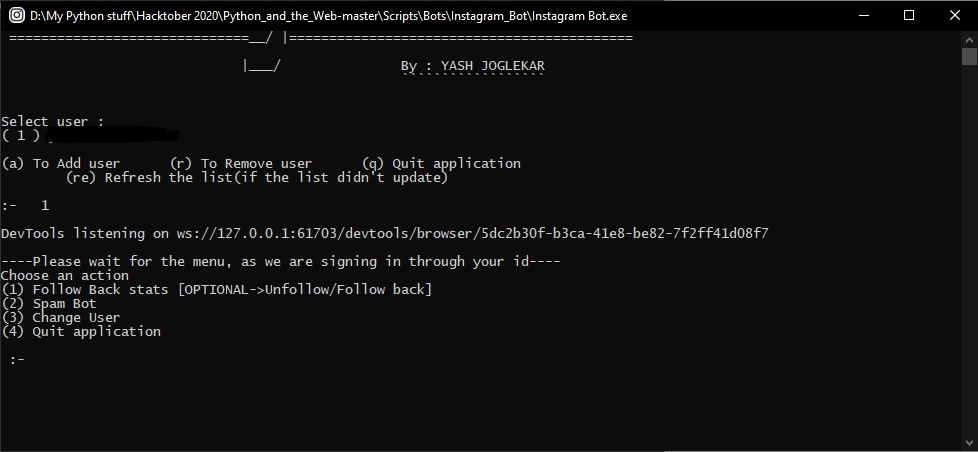 D:\My Python stuff\Hacktober 2020\Python_and_the_Web-master\Scripts\Bots\Instagram_Bot\Instagram Bot.exe
==============================__/ |===========================================
|___/ By : YASH JOGLEKAR
``````````````````
Select user :
( 1 )
(a) To Add user (r) To Remove user (q) Quit application
(re) Refresh the list(if the list didn't update)
:- 1
DevTools listening on ws://127.0.0.1:61703/devtools/browser/5dc2b30f-b3ca-41e8-be82-7f2ff41d08f7
----Please wait for the menu, as we are signing in through your id----
Choose an action
(1) Follow Back stats [OPTIONAL->Unfollow/Follow back]
(2) Spam Bot
(3) Change User
(4) Quit application
:-